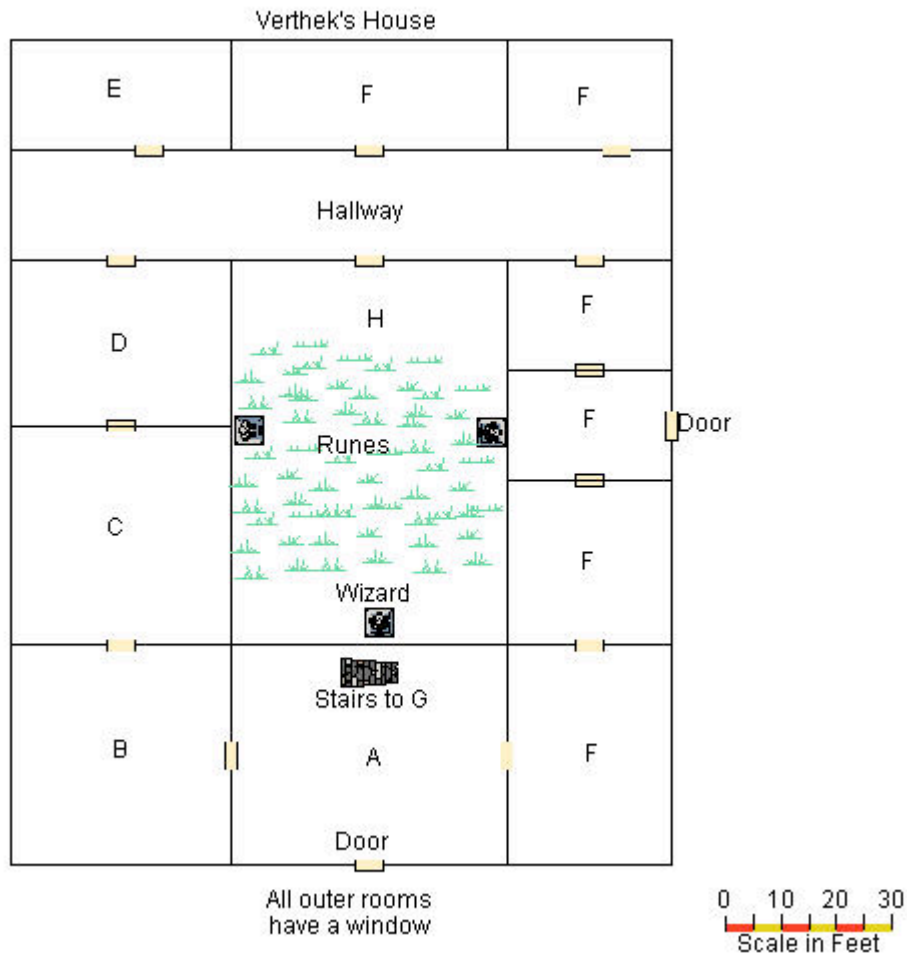 Verthek's House
E
F
F
Hallway
H
F
D
F
Door
Runes
C
F
Wizard
Stairs to G
B
A
F
Door
All outer rooms
have a window
0 10 20 30
Scale in Feet